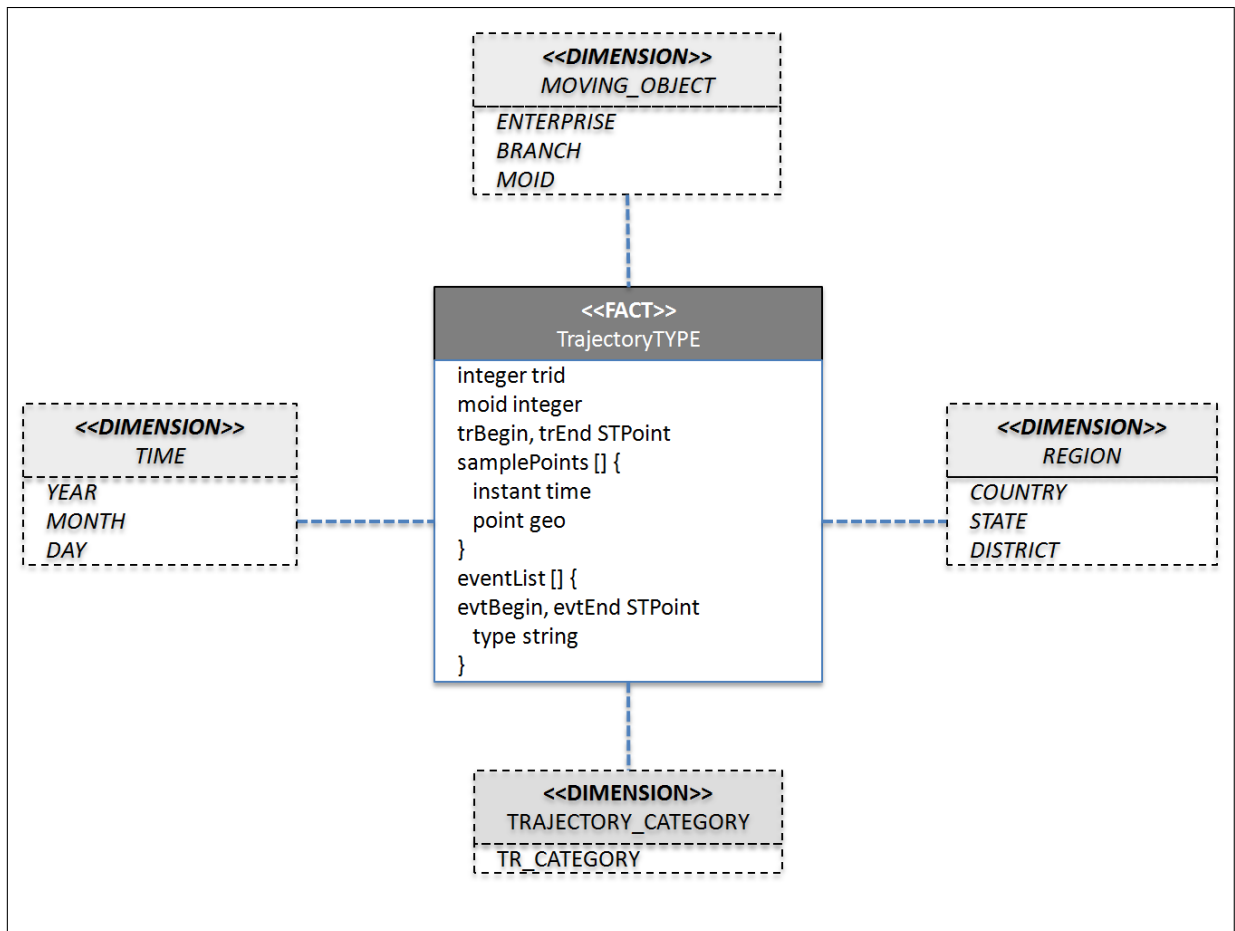 <<DIMENSION>>
MOVING_OBJECT
ENTERPRISE
BRANCH
MOID
<<FACT>>
TrajectoryTYPE
integer trid
moid integer
trBegin, trEnd STPoint
samplePoints [] {
instant time
point geo
}
eventList [] {
evtBegin, evtEnd STPoint
type string
}
<<DIMENSION>>
TIME
YEAR
MONTH
DAY
<<DIMENSION>>
REGION
COUNTRY
STATE
DISTRICT
<<DIMENSION>>
TRAJECTORY_CATEGORY
TR_CATEGORY